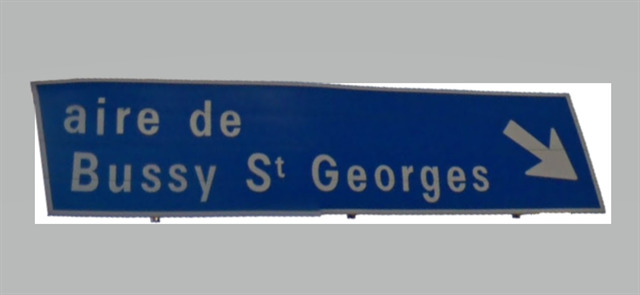 aire de
Bussy St Georges